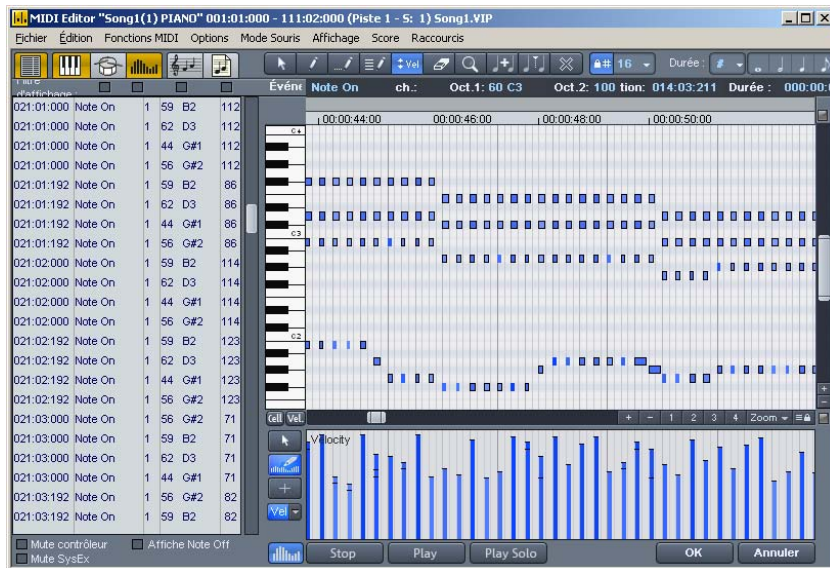 MIDI Editor "Song1(1) PIANO" 001:01:000 - 111:02:000 (Piste 1 - S: 1) Song1.VIP
Fichier Édition Fonctions MIDI Options Mode Souris Affichage Score Raccourcis
Vel 16 Durée :
d'affichage :
Événe Note On ch.: Oct.1: 60 C3 Oct.2: 100 tion: 014:03:211 Durée : 000:00:
00:00:44:00 00:00:46:00 00:00:48:00 00:00:50:00
021:01:000 Note On 1 59 B2 112
021:01:000 Note On 1 62 D3 112
021:01:000 Note On 1 44 G#1 112
021:01:000 Note On 1 56 G#2 112
021:01:192 Note On 1 59 B2 86
021:01:192 Note On 1 62 D3 86
021:01:192 Note On 1 44 G#1 86
021:01:192 Note On 1 56 G#2 86
021:02:000 Note On 1 59 B2 114
021:02:000 Note On 1 62 D3 114
021:02:000 Note On 1 44 G#1 114
021:02:000 Note On 1 56 G#2 114
021:02:192 Note On 1 59 B2 123
021:02:192 Note On 1 62 D3 123
021:02:192 Note On 1 44 G#1 123
021:02:192 Note On 1 56 G#2 123
021:03:000 Note On 1 56 G#2 71
021:03:000 Note On 1 59 B2 71
021:03:000 Note On 1 62 D3 71
021:03:000 Note On 1 44 G#1 71
021:03:192 Note On 1 56 G#2 82
021:03:192 Note On 1 59 B2 82
C4
C3
C2
Cell Vel. + - 1 2 3 4 Zoom
Velocity
Vel
Mute contrôleur Affiche Note Off
Mute SysEx
Stop Play Play Solo OK Annuler